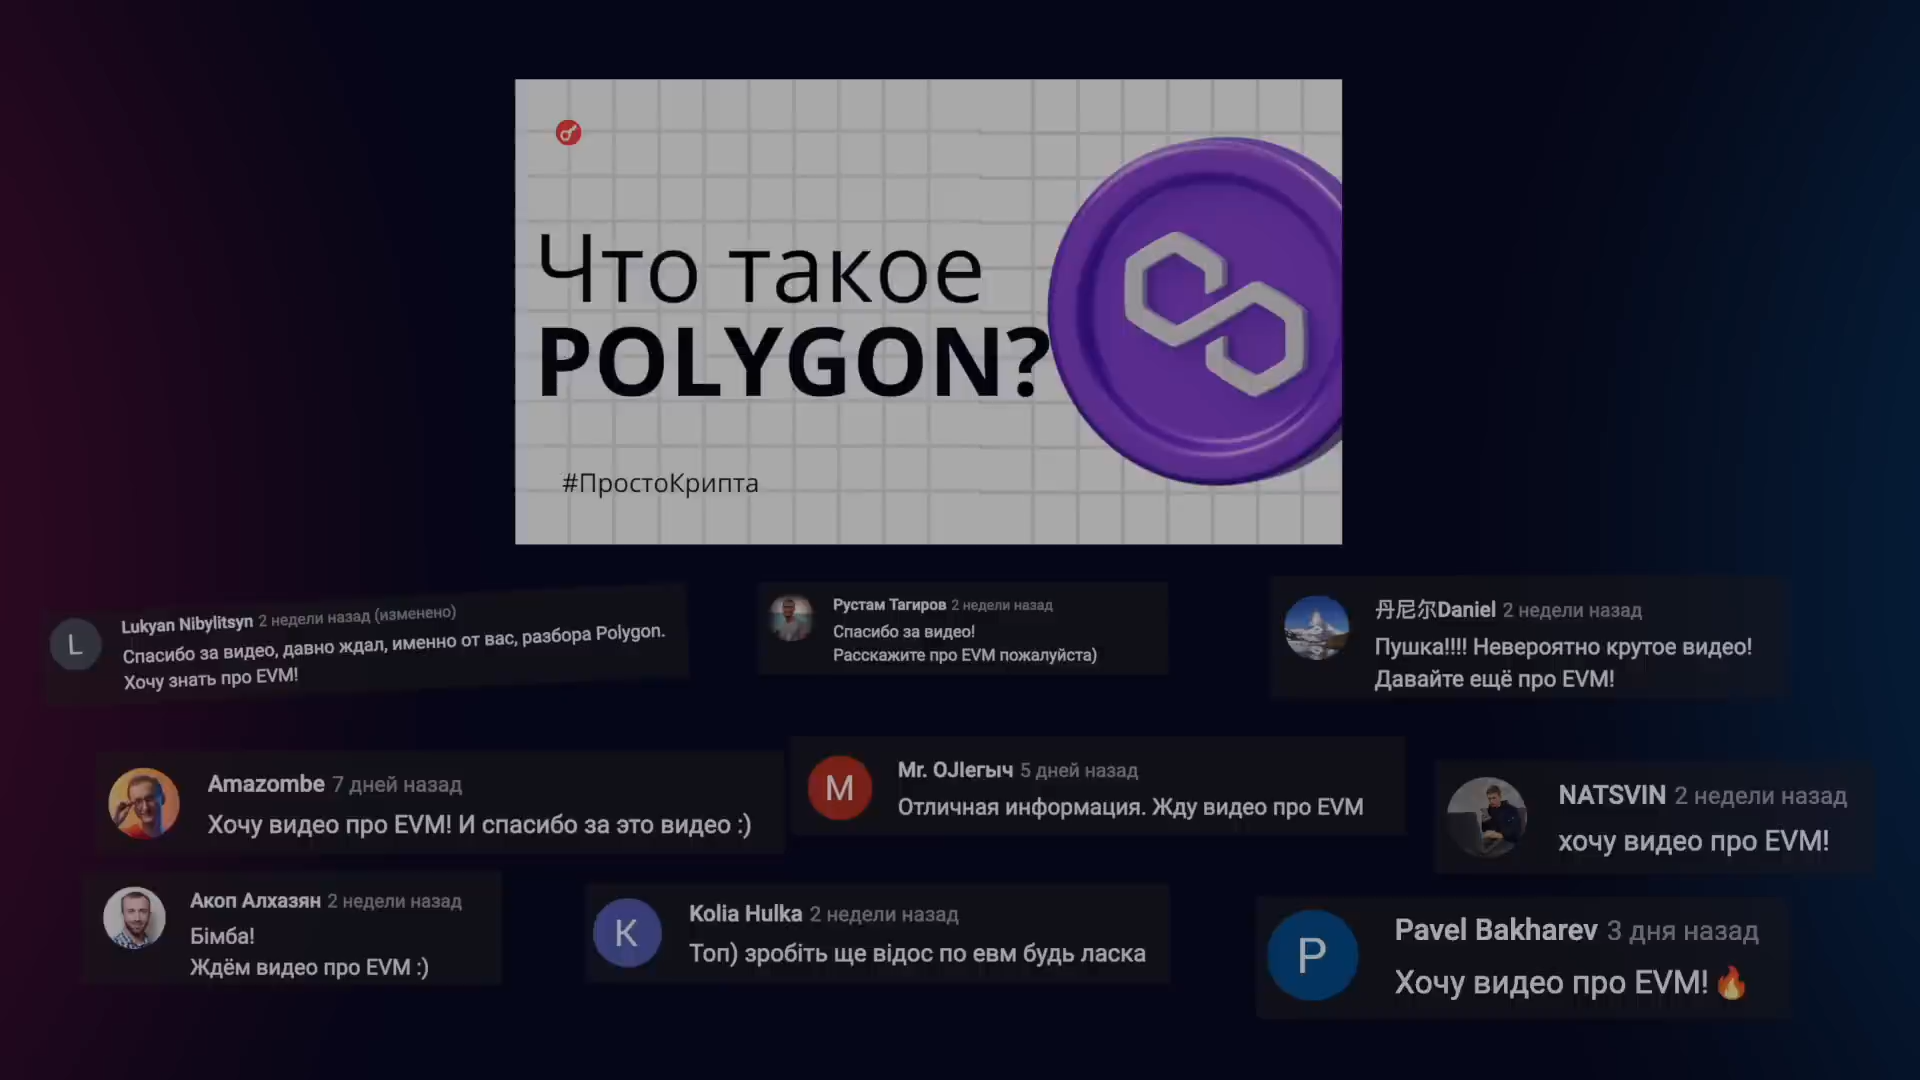 Что такое
POLYGON?
#ПростоКрипта
L
Lukyan Nibylitsyn 2 недели назад (изменено)
Спасибо за видео, давно ждал, именно от вас, разбора Polygon.
Хочу знать про EVM!
Рустам Тагиров 2 недели назад
Спасибо за видео!
Расскажите про EVM пожалуйста)
丹尼尔Daniel 2 недели назад
Пушка!!!! Невероятно крутое видео!
Давайте ещё про EVM!
Amazombe 7 дней назад
Хочу видео про EVM! И спасибо за это видео :)
M
Mr. OJIегыч 5 дней назад
Отличная информация. Жду видео про EVM
NATSVIN 2 недели назад
хочу видео про EVM!
Акоп Алхазян 2 недели назад
Бімба!
Ждём видео про EVM :)
K
Kolia Hulka 2 недели назад
Топ) зробіть ще відос по евм будь ласка
P
Pavel Bakharev 3 дня назад
Хочу видео про EVM!🔥